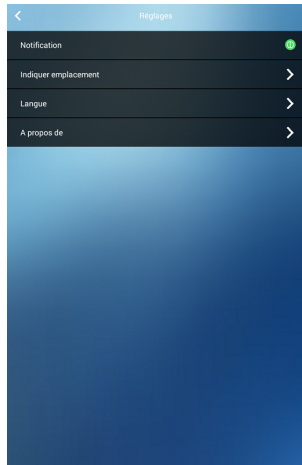 Réglages
Notification
Indiquer emplacement
Langue
A propos de